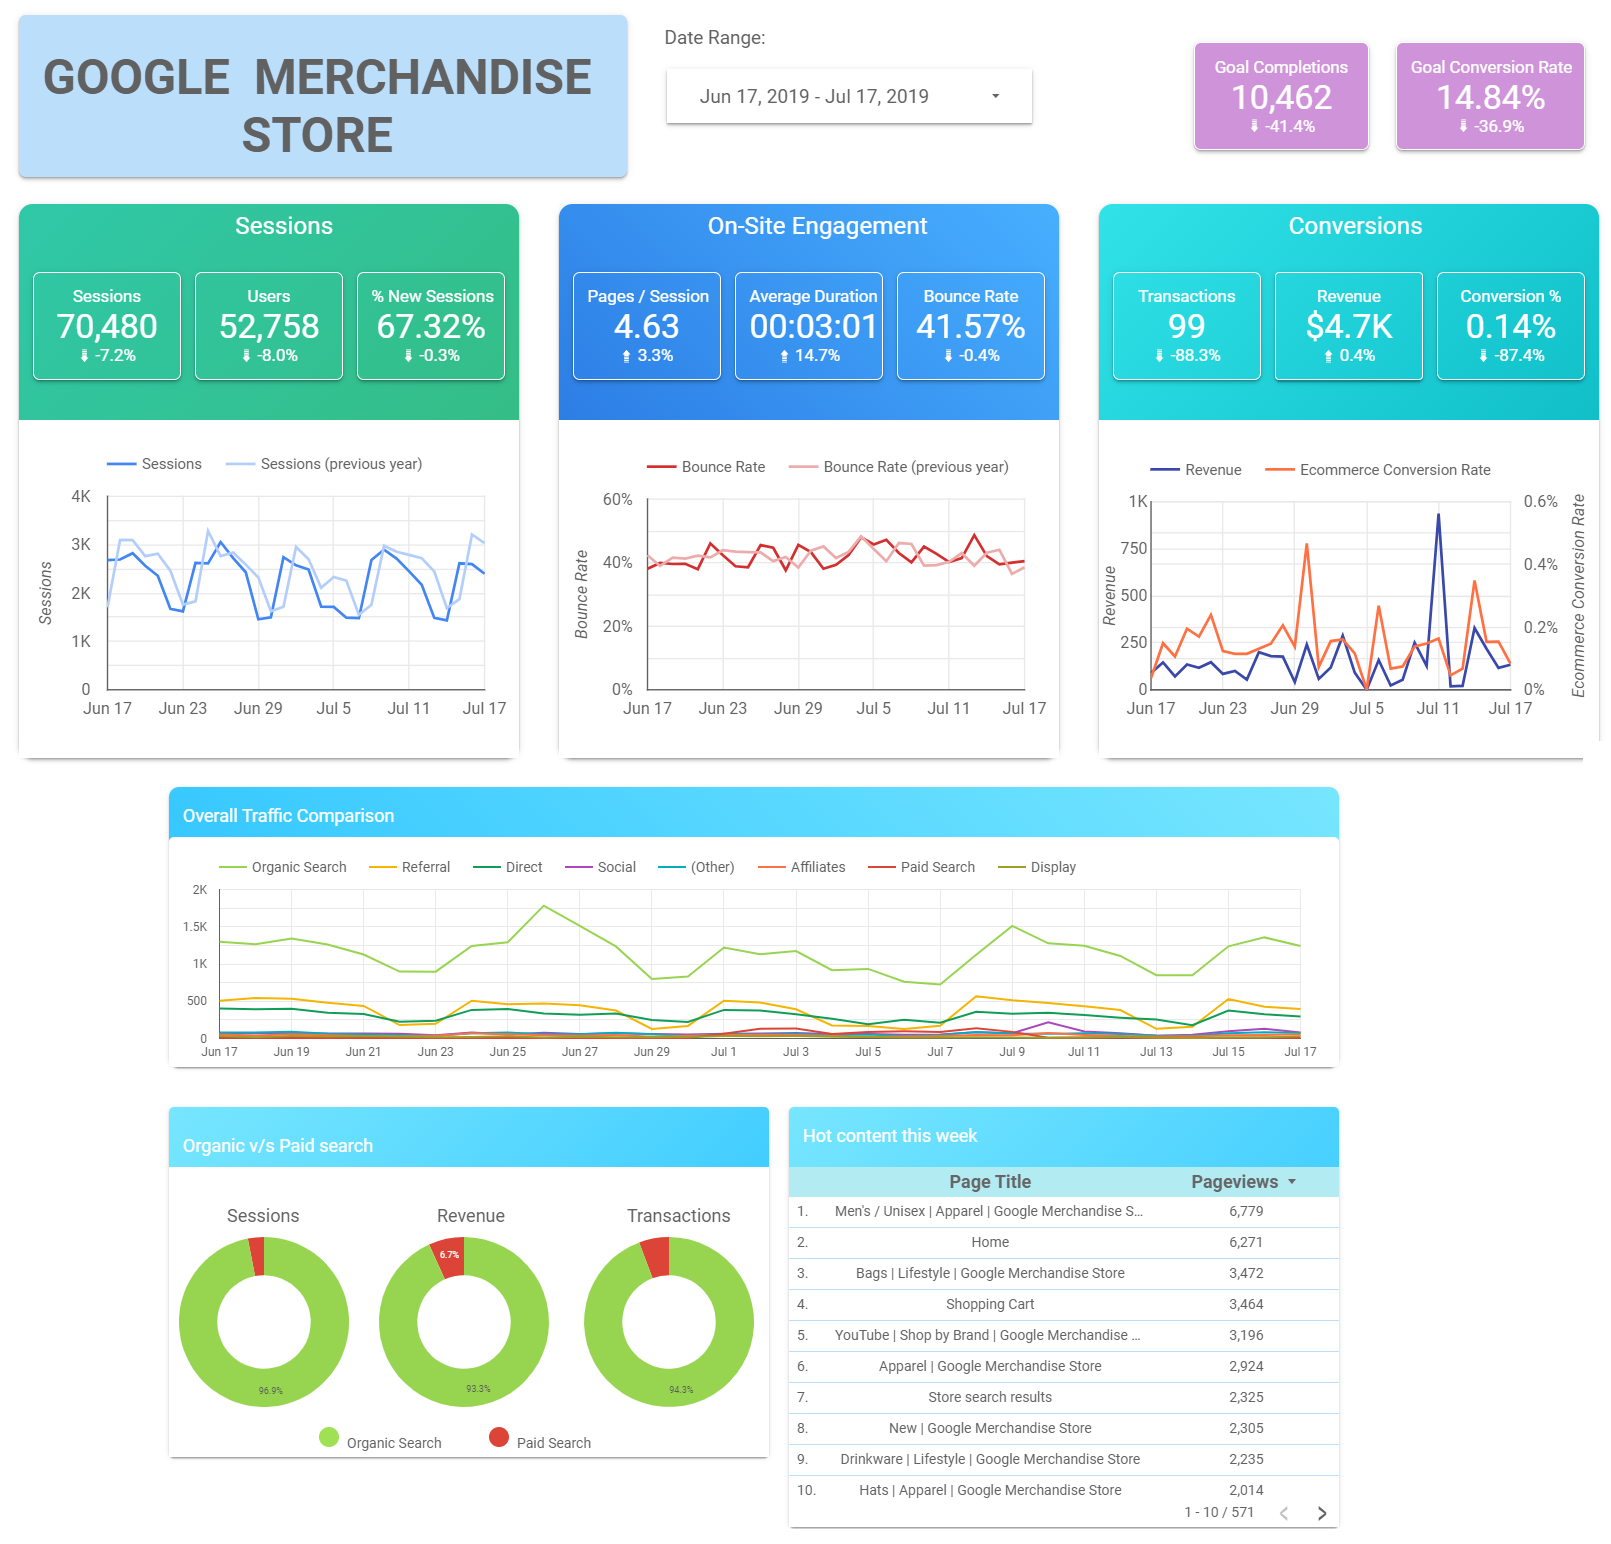 GOOGLE MERCHANDISE
STORE
Date Range:
Jun 17, 2019 - Jul 17, 2019
Goal Completions
10,462
-41.4%
Goal Conversion Rate
14.84%
-36.9%
Sessions
Sessions
70,480
-7.2%
Users
52,758
-8.0%
% New Sessions
67.32%
-0.3%
Sessions
Sessions (previous year)
4K
3K
2K
1K
0
Sessions
Jun 17
Jun 23
Jun 29
Jul 5
Jul 11
Jul 17
On-Site Engagement
Pages / Session
4.63
3.3%
Average Duration
00:03:01
14.7%
Bounce Rate
41.57%
-0.4%
Bounce Rate
Bounce Rate (previous year)
60%
40%
20%
0%
Bounce Rate
Jun 17
Jun 23
Jun 29
Jul 5
Jul 11
Jul 17
Conversions
Transactions
99
-88.3%
Revenue
$4.7K
0.4%
Conversion %
0.14%
-87.4%
Revenue
Ecommerce Conversion Rate
1K
750
500
250
0
Revenue
0.6%
0.4%
0.2%
0%
Ecommerce Conversion Rate
Jun 17
Jun 23
Jun 29
Jul 5
Jul 11
Jul 17
Overall Traffic Comparison
Organic Search
Referral
Direct
Social
(Other)
Affiliates
Paid Search
Display
2K
1.5K
1K
500
0
Jun 17
Jun 19
Jun 21
Jun 23
Jun 25
Jun 27
Jun 29
Jul 1
Jul 3
Jul 5
Jul 7
Jul 9
Jul 11
Jul 13
Jul 15
Jul 17
Organic v/s Paid search
Sessions
Revenue
Transactions
96.9%
6.7%
93.3%
94.3%
Organic Search
Paid Search
Hot content this week
Page Title
Pageviews
1. Men's / Unisex | Apparel | Google Merchandise S... 6,779
2. Home 6,271
3. Bags | Lifestyle | Google Merchandise Store 3,472
4. Shopping Cart 3,464
5. YouTube | Shop by Brand | Google Merchandise ... 3,196
6. Apparel | Google Merchandise Store 2,924
7. Store search results 2,325
8. New | Google Merchandise Store 2,305
9. Drinkware | Lifestyle | Google Merchandise Store 2,235
10. Hats | Apparel | Google Merchandise Store 2,014
1 - 10 / 571